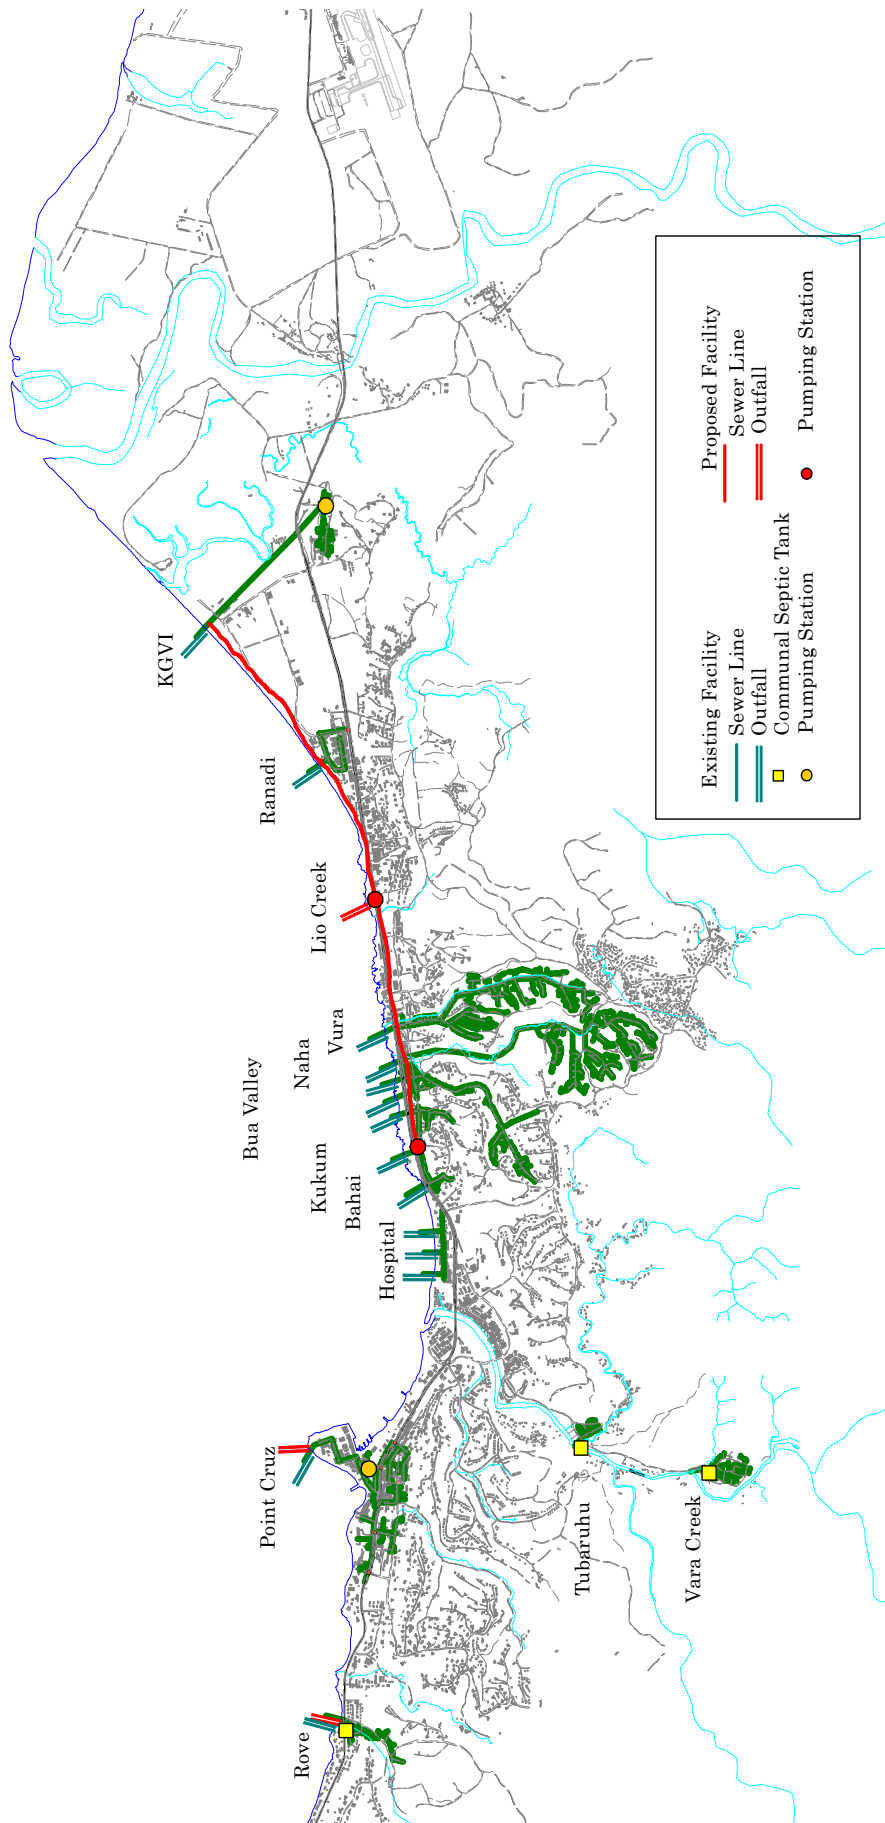 KGVI
Ranadi
Lio Creek
Vura
Naha
Bua Valley
Kukum
Bahai
Hospital
Point Cruz
Tubaruhu
Vara Creek
Rove
Existing Facility
Sewer Line
Outfall
Communal Septic Tank
Pumping Station
Proposed Facility
Sewer Line
Outfall
Pumping Station